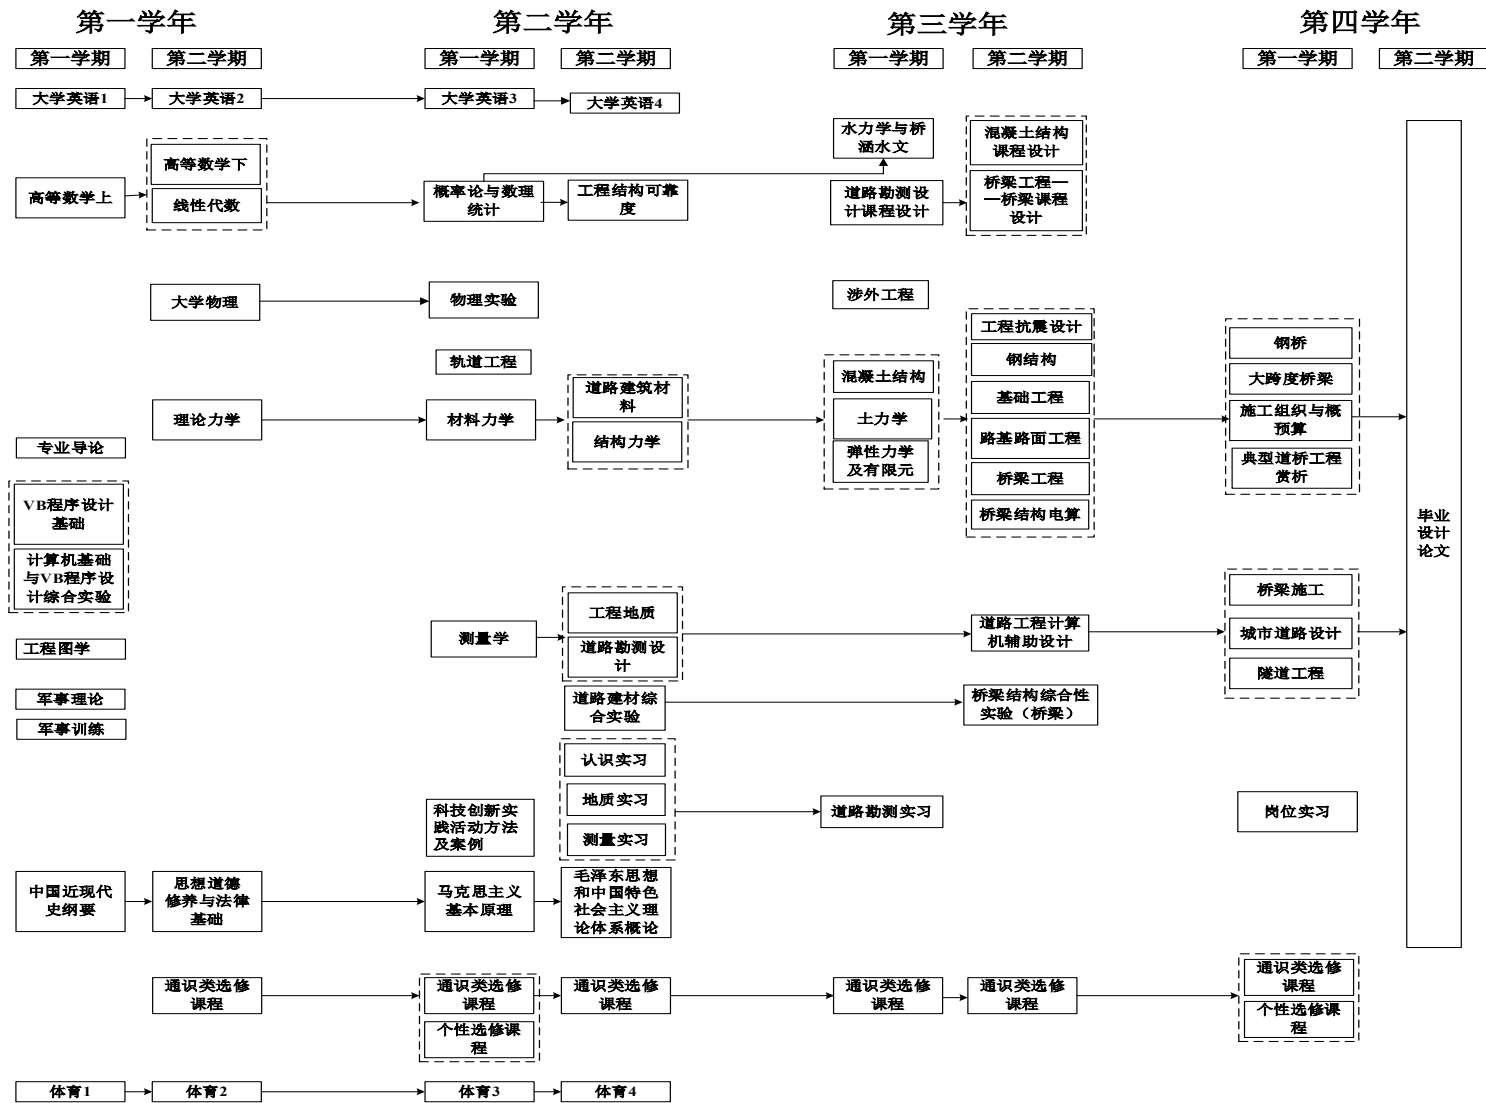 第一学年
第二学年
第三学年
第四学年
第一学期
第二学期
第一学期
第二学期
第一学期
第二学期
第一学期
第二学期
大学英语1
大学英语2
大学英语3
大学英语4
水力学与桥
涵水文
混凝土结构
课程设计
高等数学上
高等数学下
线性代数
概率论与数理
统计
工程结构可靠
度
道路勘测设
计课程设计
桥梁工程—
—桥梁课程
设计
大学物理
物理实验
涉外工程
轨道工程
理论力学
材料力学
道路建筑材
料
结构力学
混凝土结构
土力学
弹性力学
及有限元
工程抗震设计
钢结构
基础工程
路基路面工程
桥梁工程
桥梁结构电算
钢桥
大跨度桥梁
施工组织与概
预算
典型道桥工程
赏析
毕业
设计
论文
专业导论
VB程序设计
基础
计算机基础
与VB程序设
计综合实验
工程图学
军事理论
军事训练
测量学
工程地质
道路勘测设
计
道路工程计算
机辅助设计
桥梁施工
城市道路设计
隧道工程
道路建材综
合实验
桥梁结构综合性
实验（桥梁）
科技创新实
践活动方法
及案例
认识实习
地质实习
测量实习
道路勘测实习
岗位实习
中国近现代
史纲要
思想道德
修养与法律
基础
马克思主义
基本原理
毛泽东思想
和中国特色
社会主义理
论体系概论
通识类选修
课程
通识类选修
课程
个性选修课
程
通识类选修
课程
通识类选修
课程
通识类选修
课程
通识类选修
课程
个性选修课
程
体育1
体育2
体育3
体育4